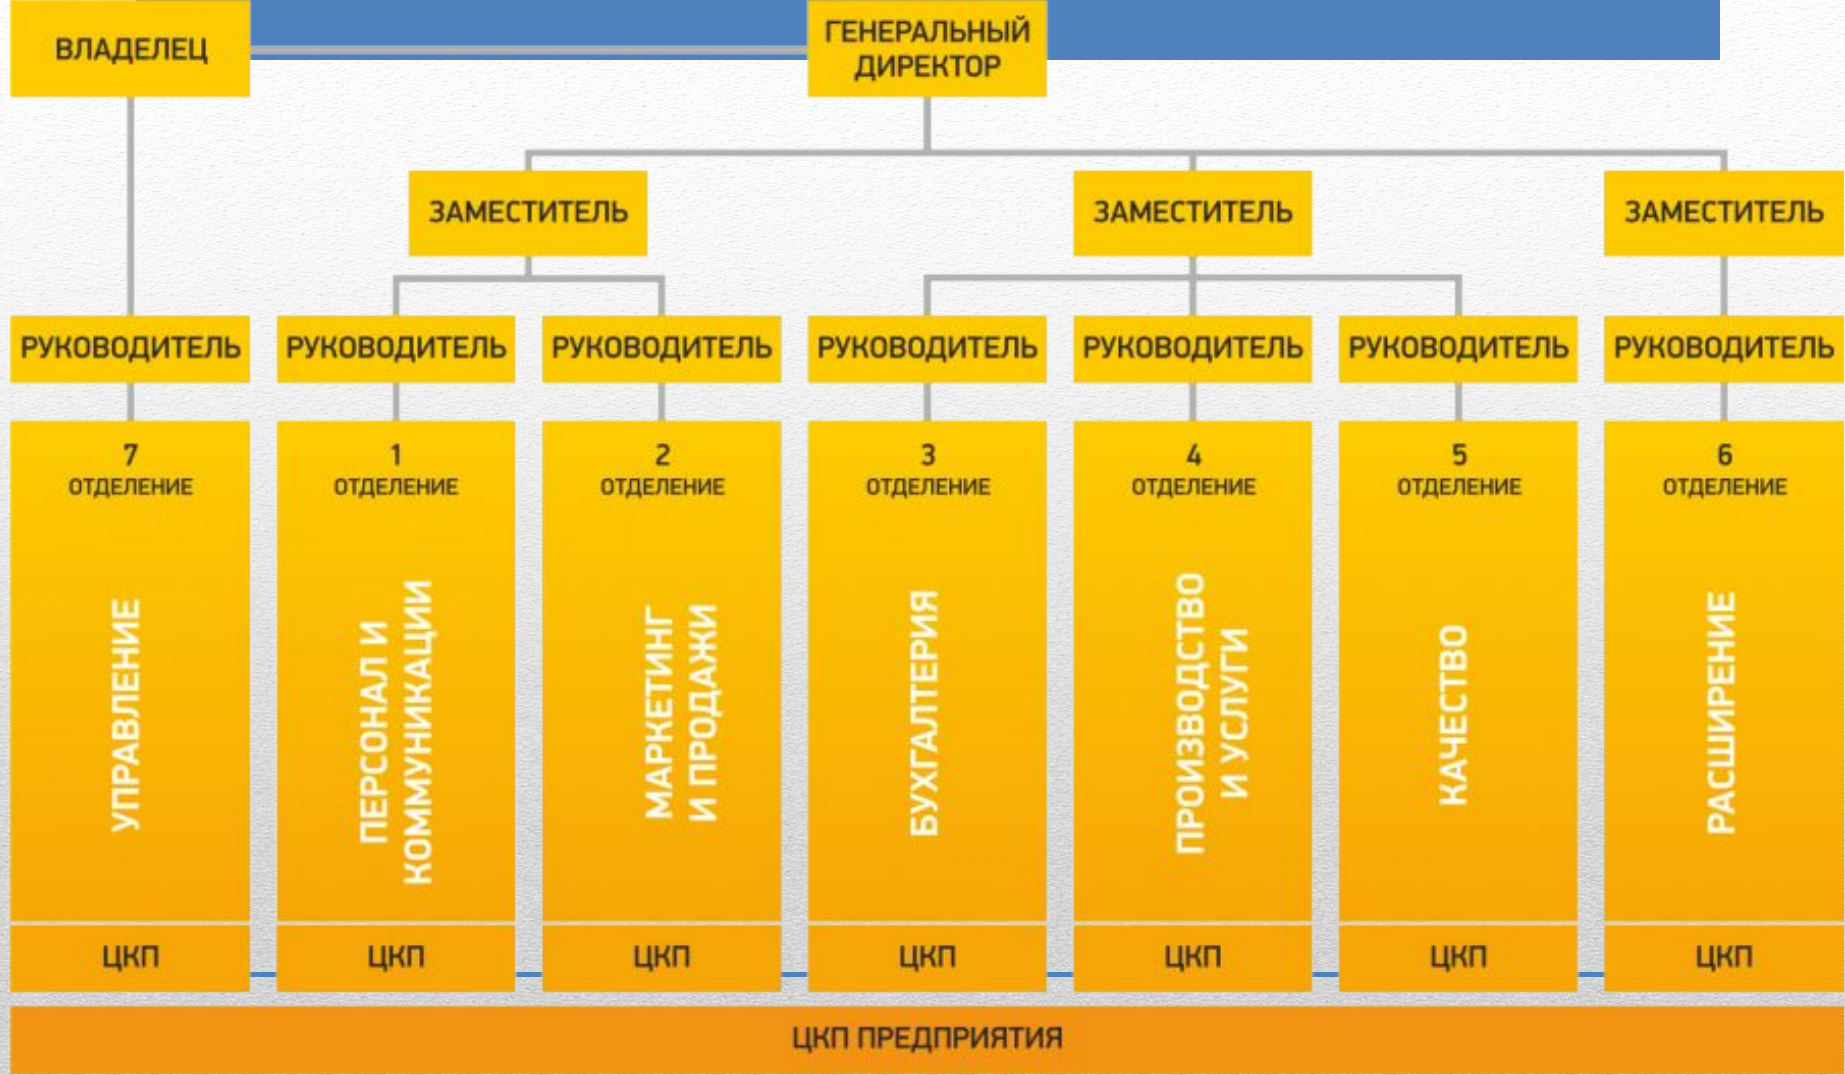 ВЛАДЕЛЕЦ
ГЕНЕРАЛЬНЫЙ
ДИРЕКТОР
ЗАМЕСТИТЕЛЬ
ЗАМЕСТИТЕЛЬ
ЗАМЕСТИТЕЛЬ
РУКОВОДИТЕЛЬ
РУКОВОДИТЕЛЬ
РУКОВОДИТЕЛЬ
РУКОВОДИТЕЛЬ
РУКОВОДИТЕЛЬ
РУКОВОДИТЕЛЬ
РУКОВОДИТЕЛЬ
7
ОТДЕЛЕНИЕ
УПРАВЛЕНИЕ
ЦКП
1
ОТДЕЛЕНИЕ
ПЕРСОНАЛ И
КОММУНИКАЦИИ
ЦКП
2
ОТДЕЛЕНИЕ
МАРКЕТИНГ
И ПРОДАЖИ
ЦКП
3
ОТДЕЛЕНИЕ
БУХГАЛТЕРИЯ
ЦКП
4
ОТДЕЛЕНИЕ
ПРОИЗВОДСТВО
И УСЛУГИ
ЦКП
5
ОТДЕЛЕНИЕ
КАЧЕСТВО
ЦКП
6
ОТДЕЛЕНИЕ
РАСШИРЕНИЕ
ЦКП
ЦКП ПРЕДПРИЯТИЯ